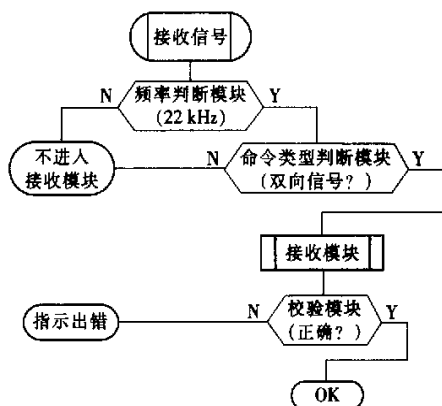 接收信号
N
频率判断模块
Y
(22 kHz)
不进入
接收模块
N
命令类型判断模块
Y
(双向信号？)
接收模块
指示出错
N
校验模块
Y
(正确？)
OK